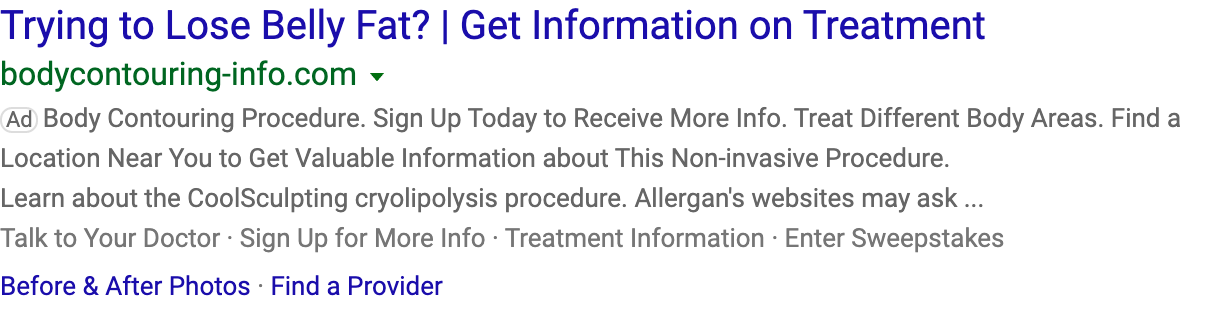 Trying to Lose Belly Fat? | Get Information on Treatment
bodycontouring-info.com
Ad Body Contouring Procedure. Sign Up Today to Receive More Info. Treat Different Body Areas. Find a
Location Near You to Get Valuable Information about This Non-invasive Procedure.
Learn about the CoolSculpting cryolipolysis procedure. Allergan's websites may ask ...
Talk to Your Doctor · Sign Up for More Info · Treatment Information · Enter Sweepstakes
Before & After Photos · Find a Provider